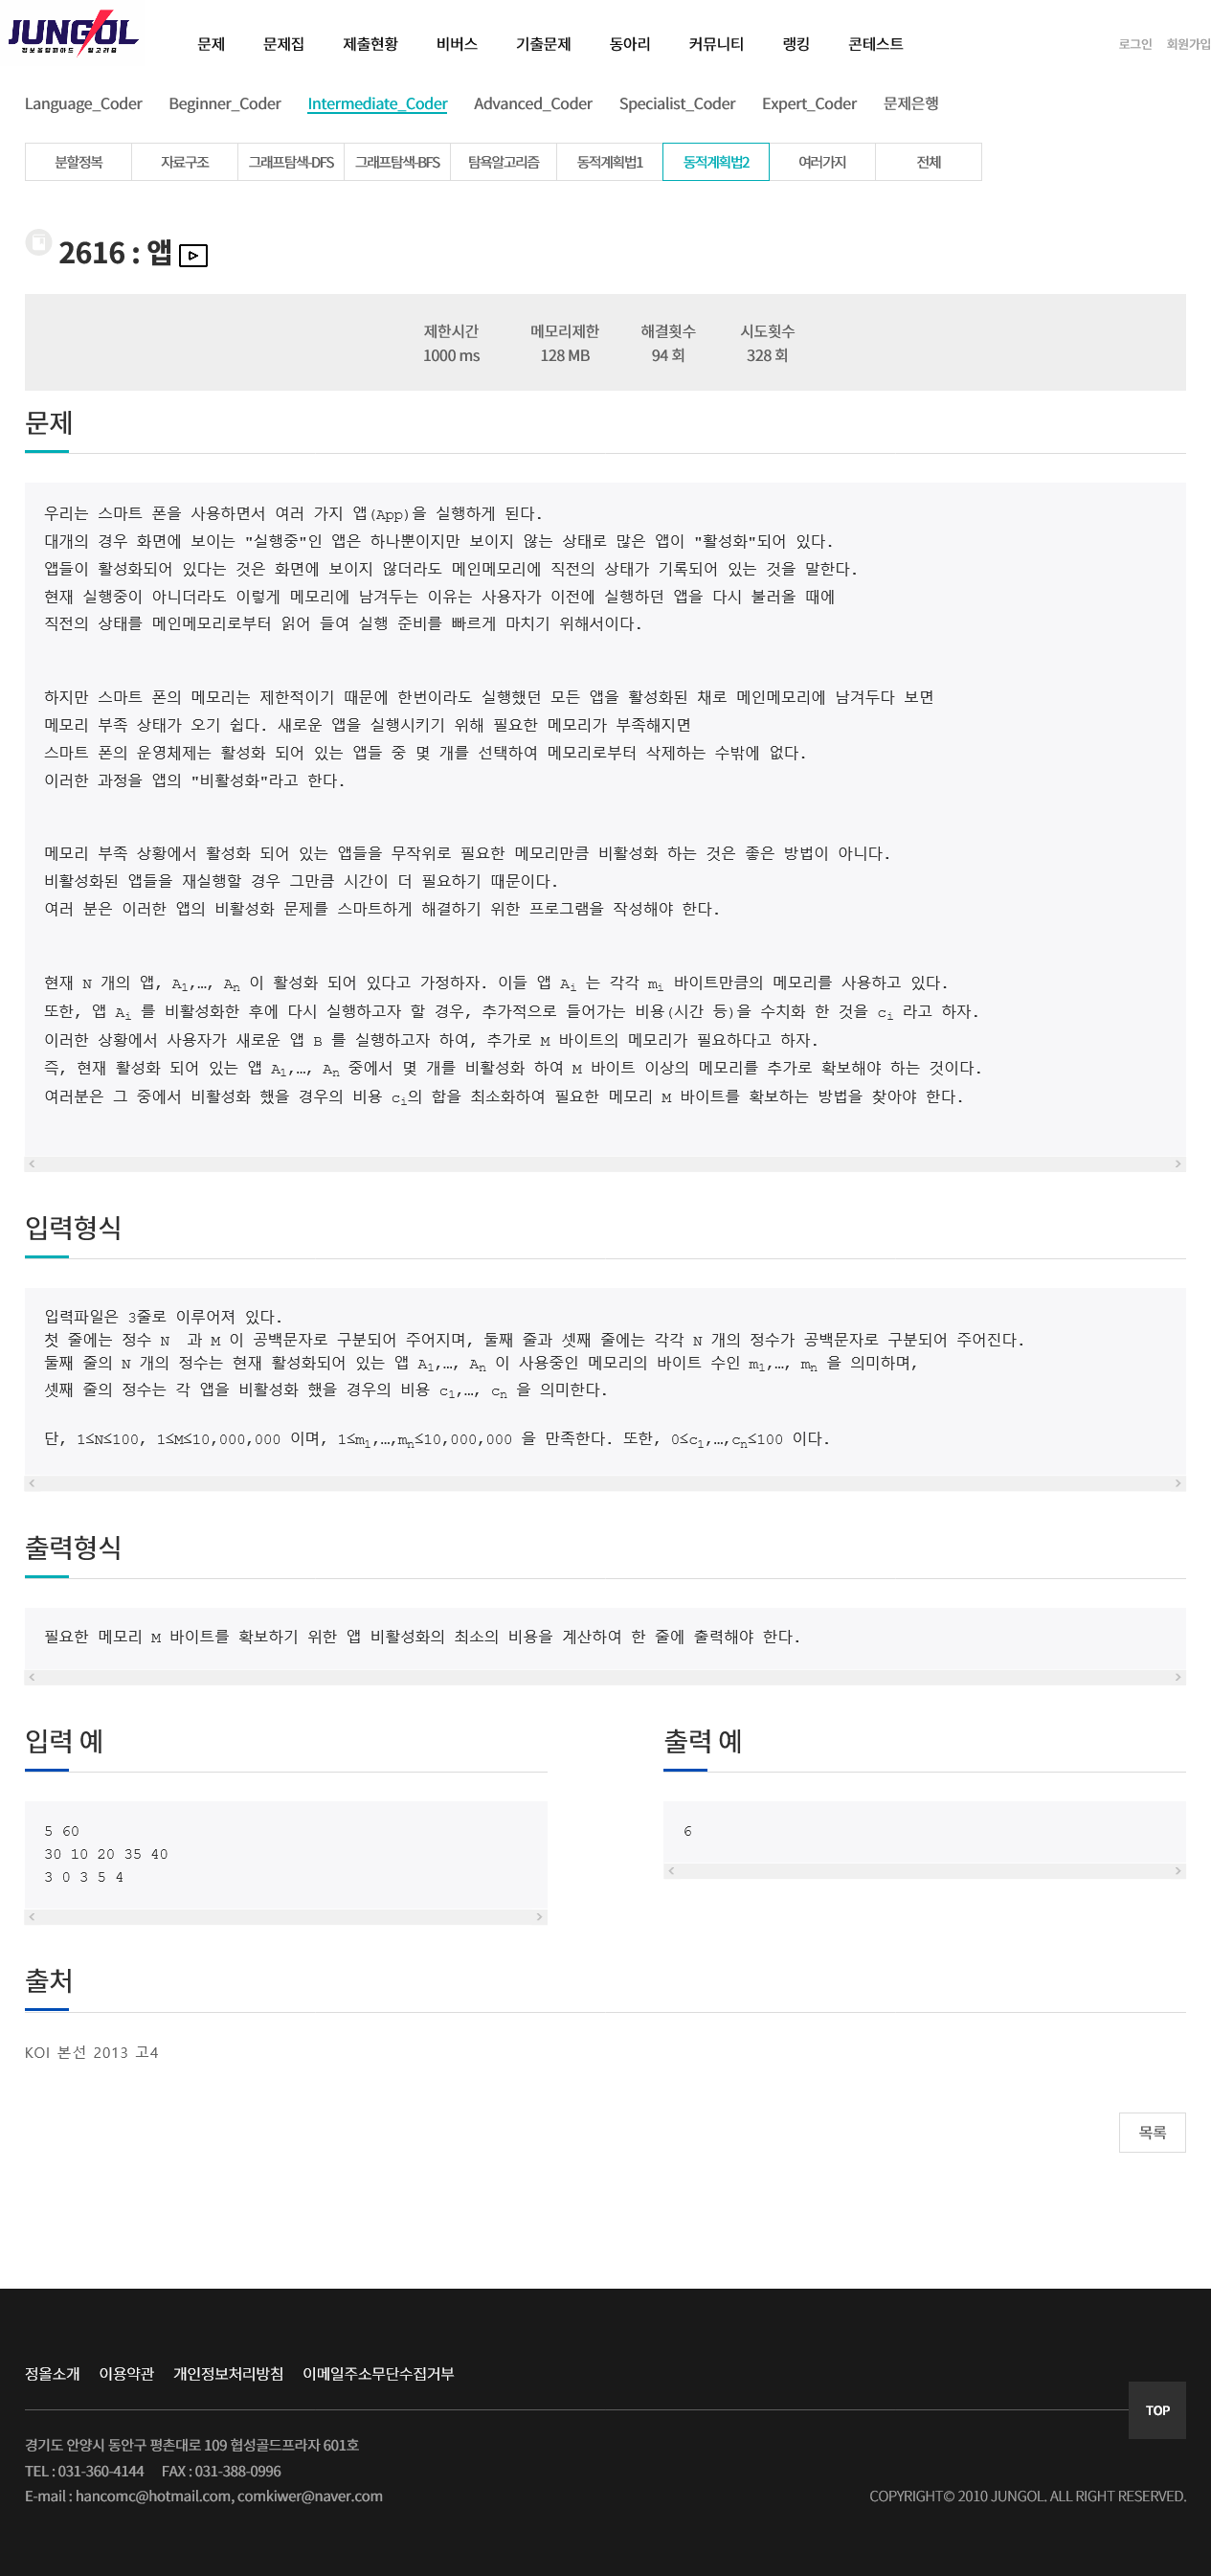 JUNGOL
정보올림피아드 알고리즘
문제 문제집 제출현황 비버스 기출문제 동아리 커뮤니티 랭킹 콘테스트 로그인 회원가입
Language_Coder Beginner_Coder Intermediate_Coder Advanced_Coder Specialist_Coder Expert_Coder 문제은행
분할정복 자료구조 그래프탐색-DFS 그래프탐색-BFS 탐욕알고리즘 동적계획법1 동적계획법2 여러가지 전체
2616 : 앱
제한시간 메모리제한 해결횟수 시도횟수
1000 ms 128 MB 94 회 328 회
문제
우리는 스마트 폰을 사용하면서 여러 가지 앱(App)을 실행하게 된다.
대개의 경우 화면에 보이는 "실행중"인 앱은 하나뿐이지만 보이지 않는 상태로 많은 앱이 "활성화"되어 있다.
앱들이 활성화되어 있다는 것은 화면에 보이지 않더라도 메인메모리에 직전의 상태가 기록되어 있는 것을 말한다.
현재 실행중이 아니더라도 이렇게 메모리에 남겨두는 이유는 사용자가 이전에 실행하던 앱을 다시 불러올 때에
직전의 상태를 메인메모리로부터 읽어 들여 실행 준비를 빠르게 마치기 위해서이다.
하지만 스마트 폰의 메모리는 제한적이기 때문에 한번이라도 실행했던 모든 앱을 활성화된 채로 메인메모리에 남겨두다 보면
메모리 부족 상태가 오기 쉽다. 새로운 앱을 실행시키기 위해 필요한 메모리가 부족해지면
스마트 폰의 운영체제는 활성화 되어 있는 앱들 중 몇 개를 선택하여 메모리로부터 삭제하는 수밖에 없다.
이러한 과정을 앱의 "비활성화"라고 한다.
메모리 부족 상황에서 활성화 되어 있는 앱들을 무작위로 필요한 메모리만큼 비활성화 하는 것은 좋은 방법이 아니다.
비활성화된 앱들을 재실행할 경우 그만큼 시간이 더 필요하기 때문이다.
여러 분은 이러한 앱의 비활성화 문제를 스마트하게 해결하기 위한 프로그램을 작성해야 한다.
현재 N 개의 앱, A1,…, An 이 활성화 되어 있다고 가정하자. 이들 앱 Ai 는 각각 mi 바이트만큼의 메모리를 사용하고 있다.
또한, 앱 Ai 를 비활성화한 후에 다시 실행하고자 할 경우, 추가적으로 들어가는 비용(시간 등)을 수치화 한 것을 ci 라고 하자.
이러한 상황에서 사용자가 새로운 앱 B 를 실행하고자 하여, 추가로 M 바이트의 메모리가 필요하다고 하자.
즉, 현재 활성화 되어 있는 앱 A1,…, An 중에서 몇 개를 비활성화 하여 M 바이트 이상의 메모리를 추가로 확보해야 하는 것이다.
여러분은 그 중에서 비활성화 했을 경우의 비용 ci의 합을 최소화하여 필요한 메모리 M 바이트를 확보하는 방법을 찾아야 한다.
입력형식
입력파일은 3줄로 이루어져 있다.
첫 줄에는 정수 N 과 M 이 공백문자로 구분되어 주어지며, 둘째 줄과 셋째 줄에는 각각 N 개의 정수가 공백문자로 구분되어 주어진다.
둘째 줄의 N 개의 정수는 현재 활성화되어 있는 앱 A1,…, An 이 사용중인 메모리의 바이트 수인 m1,…, mn 을 의미하며,
셋째 줄의 정수는 각 앱을 비활성화 했을 경우의 비용 c1,…, cn 을 의미한다.
단, 1≤N≤100, 1≤M≤10,000,000 이며, 1≤m1,…,mn≤10,000,000 을 만족한다. 또한, 0≤c1,…,cn≤100 이다.
출력형식
필요한 메모리 M 바이트를 확보하기 위한 앱 비활성화의 최소의 비용을 계산하여 한 줄에 출력해야 한다.
입력 예 출력 예
5 60
30 10 20 35 40
3 0 3 5 4
6
출처
KOI 본선 2013 고4
목록
정올소개 이용약관 개인정보처리방침 이메일주소무단수집거부
TOP
경기도 안양시 동안구 평촌대로 109 협성골드프라자 601호
TEL : 031-360-4144 FAX : 031-388-0996
E-mail : hancomc@hotmail.com, comkiwer@naver.com COPYRIGHT© 2010 JUNGOL. ALL RIGHT RESERVED.